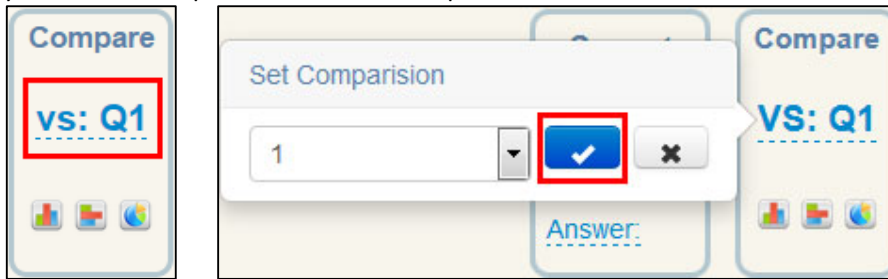 Compare
vs: Q1
Compare
Set Comparision
VS: Q1
1
Answer: